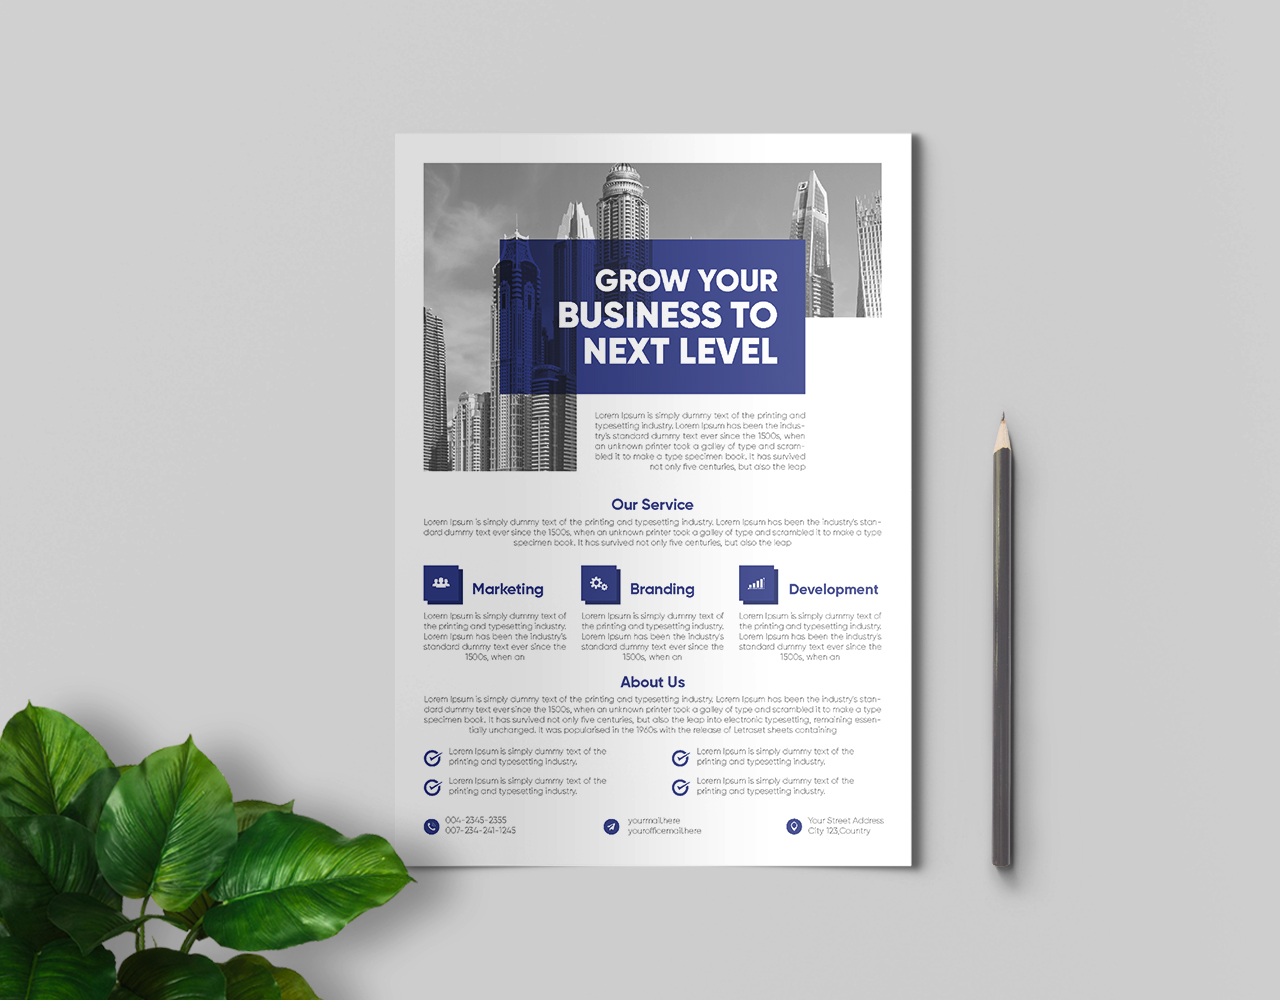 GROW YOUR
BUSINESS TO
NEXT LEVEL
Lorem Ipsum is simply dummy text of the printing and
typesetting industry. Lorem Ipsum has been the indus-
try's standard dummy text ever since the 1500s, when
an unknown printer took a galley of type and scram-
bled it to make a type specimen book. It has survived
not only five centuries, but also the leap
Our Service
Lorem Ipsum is simply dummy text of the printing and typesetting industry. Lorem Ipsum has been the industry's stan-
dard dummy text ever since the 1500s, when an unknown printer took a galley of type and scrambled it to make a type
specimen book. It has survived not only five centuries, but also the leap
Marketing
Lorem Ipsum is simply dummy text of
the printing and typesetting industry.
Lorem Ipsum has been the industry's
standard dummy text ever since the
1500s, when an
Branding
Lorem Ipsum is simply dummy text of
the printing and typesetting industry.
Lorem Ipsum has been the industry's
standard dummy text ever since the
1500s, when an
Development
Lorem Ipsum is simply dummy text of
the printing and typesetting industry.
Lorem Ipsum has been the industry's
standard dummy text ever since the
1500s, when an
About Us
Lorem Ipsum is simply dummy text of the printing and typesetting industry. Lorem Ipsum has been the industry's stan-
dard dummy text ever since the 1500s, when an unknown printer took a galley of type and scrambled it to make a type
specimen book. It has survived not only five centuries, but also the leap into electronic typesetting, remaining essen-
tially unchanged. It was popularised in the 1960s with the release of Letraset sheets containing
Lorem Ipsum is simply dummy text of the
printing and typesetting industry.
Lorem Ipsum is simply dummy text of the
printing and typesetting industry.
Lorem Ipsum is simply dummy text of the
printing and typesetting industry.
Lorem Ipsum is simply dummy text of the
printing and typesetting industry.
004-2345-2355
007-234-241-1245
yourmail.here
yourofficemail.here
Your Street Address
City 123,Country